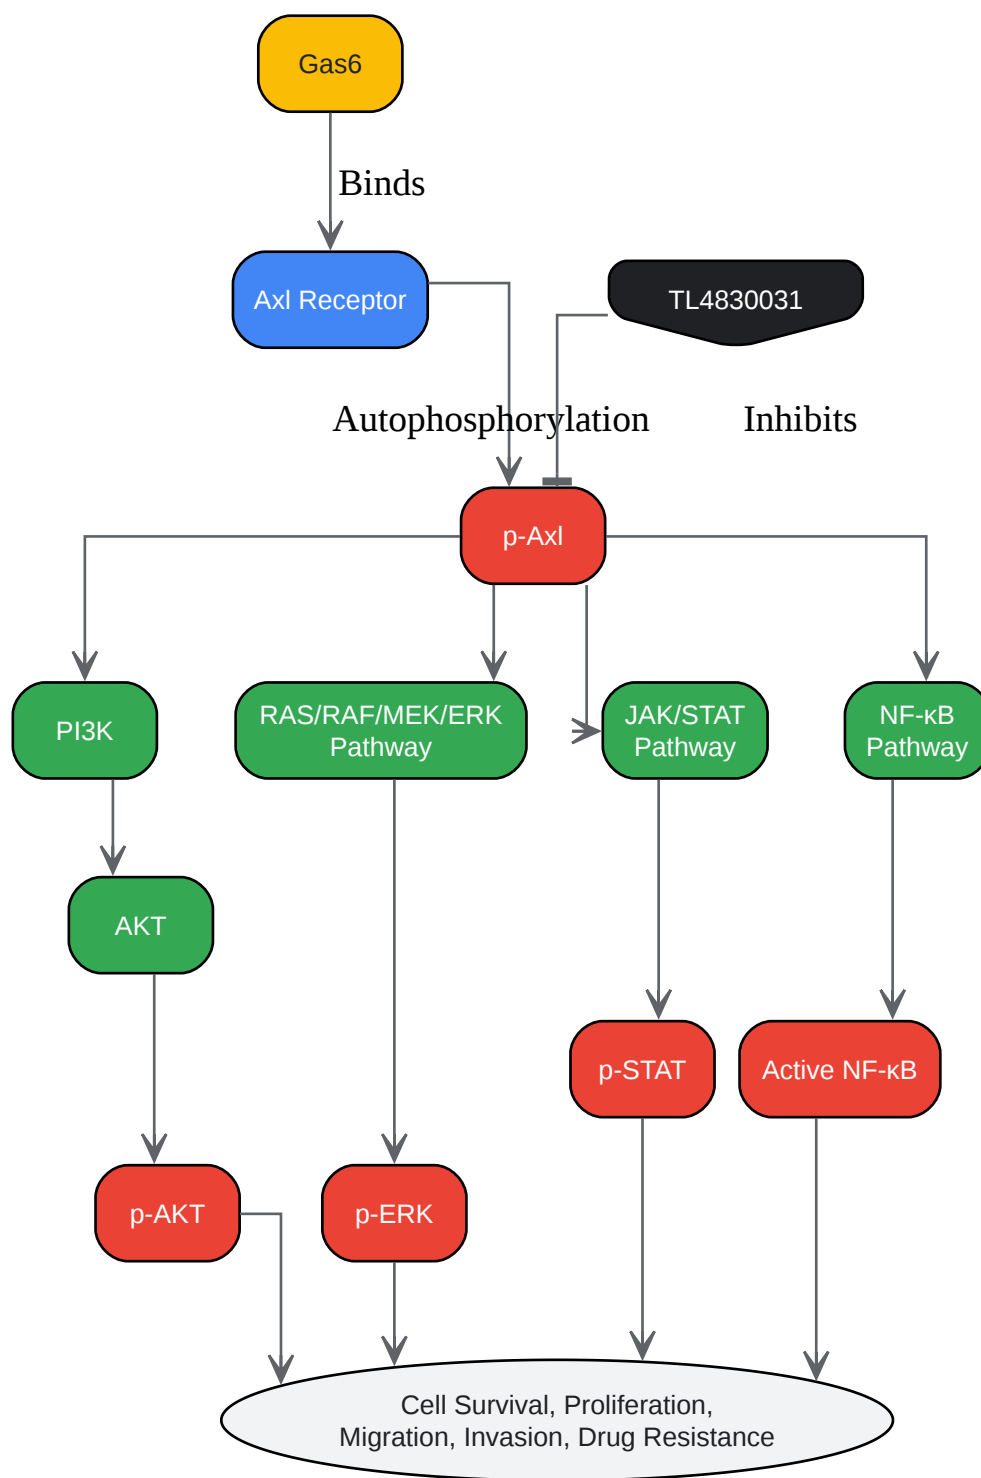 Gas6
Binds
Axl Receptor
TL4830031
Autophosphorylation
Inhibits
p-Axl
PI3K
RAS/RAF/MEK/ERK
Pathway
JAK/STAT
Pathway
NF-κB
Pathway
AKT
p-STAT
Active NF-κB
p-AKT
p-ERK
Cell Survival, Proliferation,
Migration, Invasion, Drug Resistance